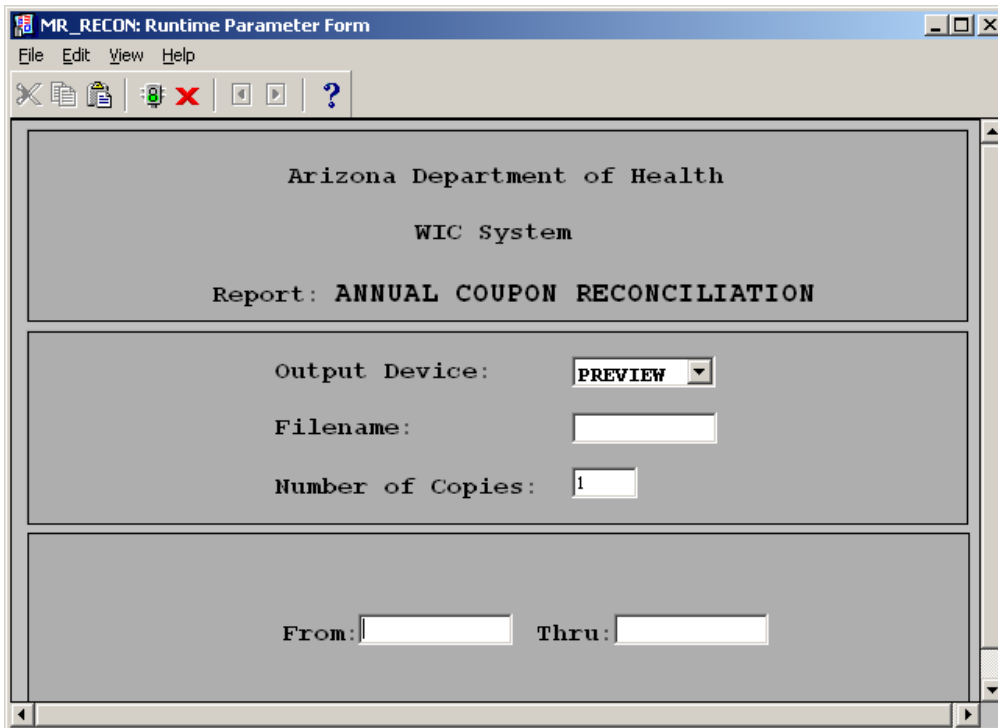 MR_RECON: Runtime Parameter Form
File Edit View Help
Arizona Department of Health
WIC System
Report: ANNUAL COUPON RECONCILIATION
Output Device: PREVIEW
Filename:
Number of Copies: 1
From: Thru: